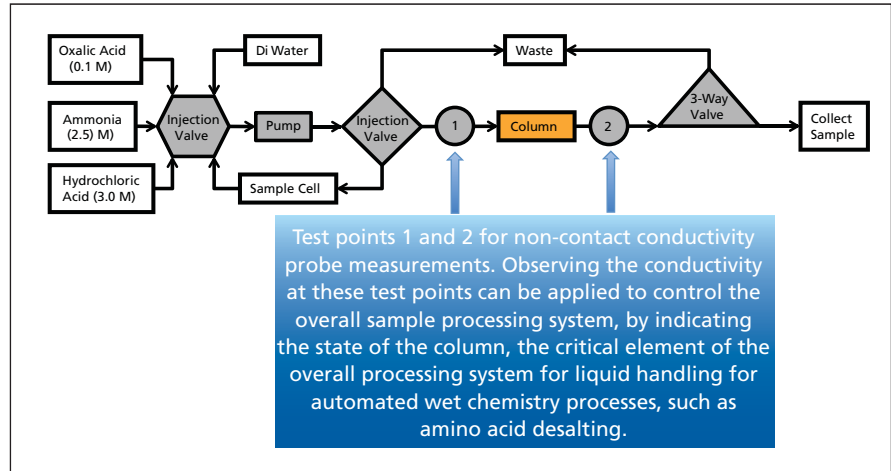 Oxalic Acid
(0.1 M)
Di Water
Waste
Ammonia
(2.5) M)
Injection
Valve
Pump
Injection
Valve
1
Column
2
3-Way
Valve
Collect
Sample
Hydrochloric
Acid (3.0 M)
Sample Cell
Test points 1 and 2 for non-contact conductivity
probe measurements. Observing the conductivity
at these test points can be applied to control the
overall sample processing system, by indicating
the state of the column, the critical element of the
overall processing system for liquid handling for
automated wet chemistry processes, such as
amino acid desalting.